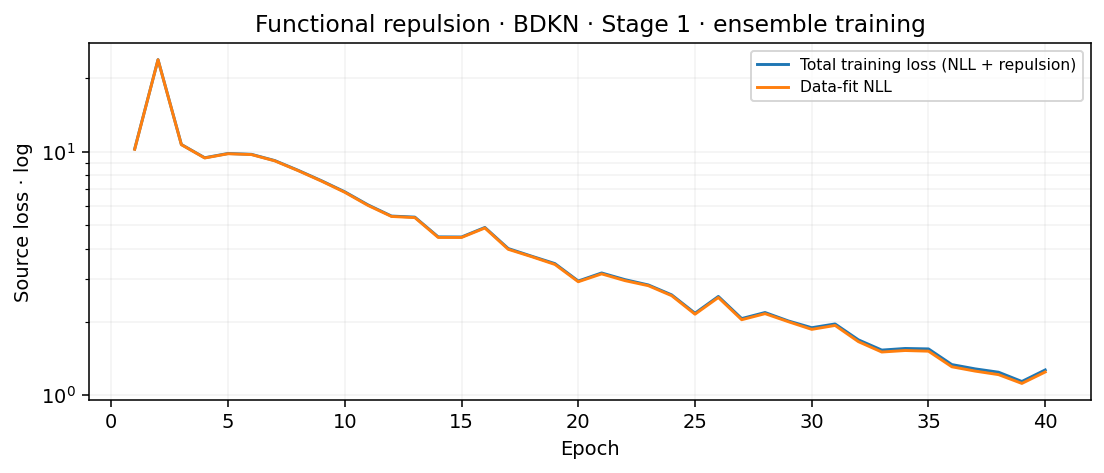 Functional repulsion · BDKN · Stage 1 · ensemble training
Total training loss (NLL + repulsion)
Data-fit NLL
Source loss · log
10¹
10⁰
0 5 10 15 20 25 30 35 40
Epoch